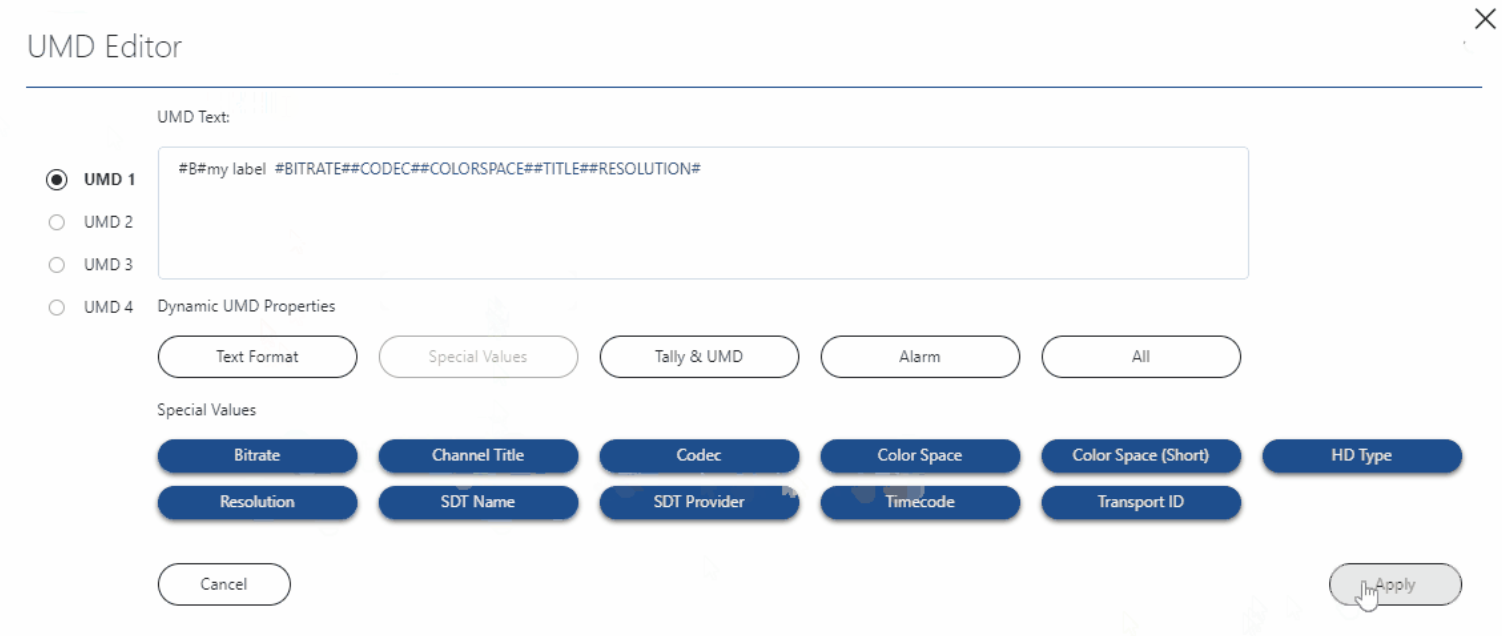 UMD Editor
UMD Text:
#B#my label  #BITRATE##CODEC##COLORSPACE##TITLE##RESOLUTION#
UMD 1
UMD 2
UMD 3
UMD 4
Dynamic UMD Properties
Text Format
Special Values
Tally & UMD
Alarm
All
Special Values
Bitrate
Channel Title
Codec
Color Space
Color Space (Short)
HD Type
Resolution
SDT Name
SDT Provider
Timecode
Transport ID
Cancel
Apply